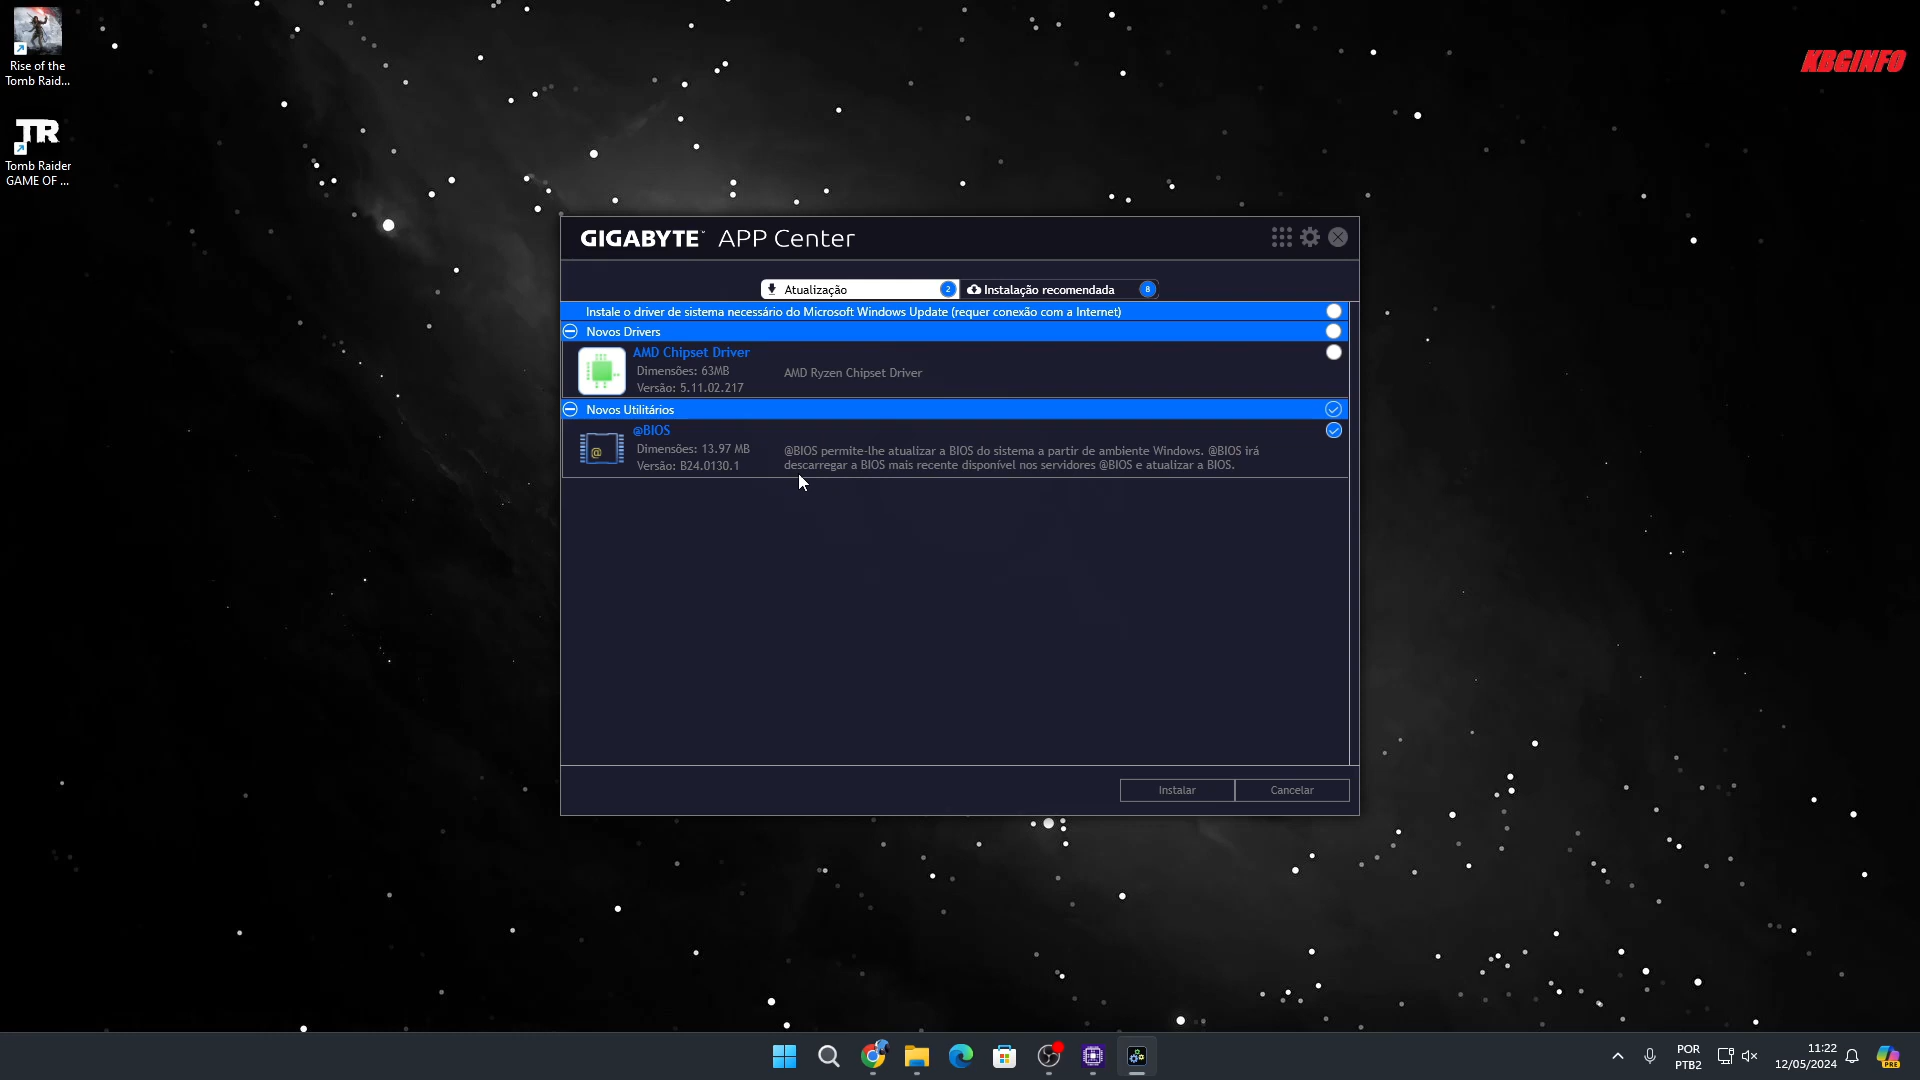 Rise of the
Tomb Raid...
TR
Tomb Raider
GAME OF ...
KBGINFO
GIGABYTE™ APP Center
Atualização 2
Instalação recomendada 8
Instale o driver de sistema necessário do Microsoft Windows Update (requer conexão com a Internet)
Novos Drivers
AMD Chipset Driver
Dimensões: 63MB
AMD Ryzen Chipset Driver
Versão: 5.11.02.217
Novos Utilitários
@BIOS
@
Dimensões: 13.97 MB
Versão: B24.0130.1
@BIOS permite-lhe atualizar a BIOS do sistema a partir de ambiente Windows. @BIOS irá
descarregar a BIOS mais recente disponível nos servidores @BIOS e atualizar a BIOS.
Instalar
Cancelar
POR
PTB2
11:22
12/05/2024
PRE